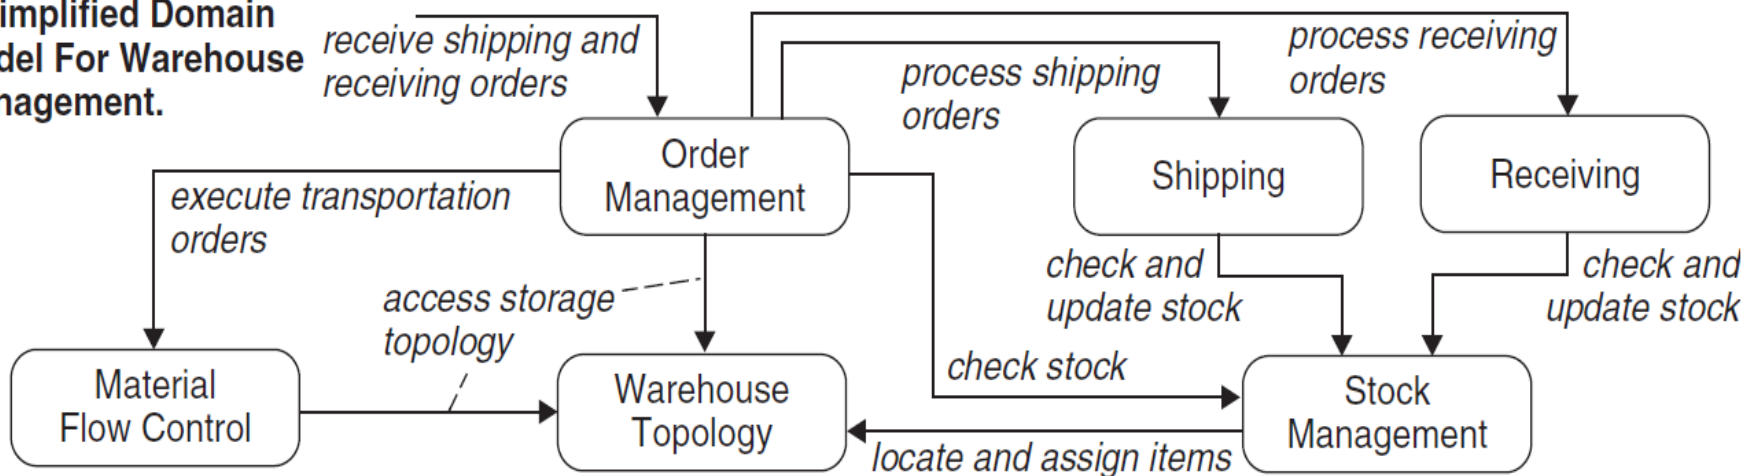 implified Domain
del For Warehouse
nagement.
receive shipping and
receiving orders
process shipping
orders
process receiving
orders
Order
Management
Shipping
Receiving
execute transportation
orders
access storage
topology
check and
update stock
check and
update stock
check stock
Material
Flow Control
Warehouse
Topology
Stock
Management
locate and assign items